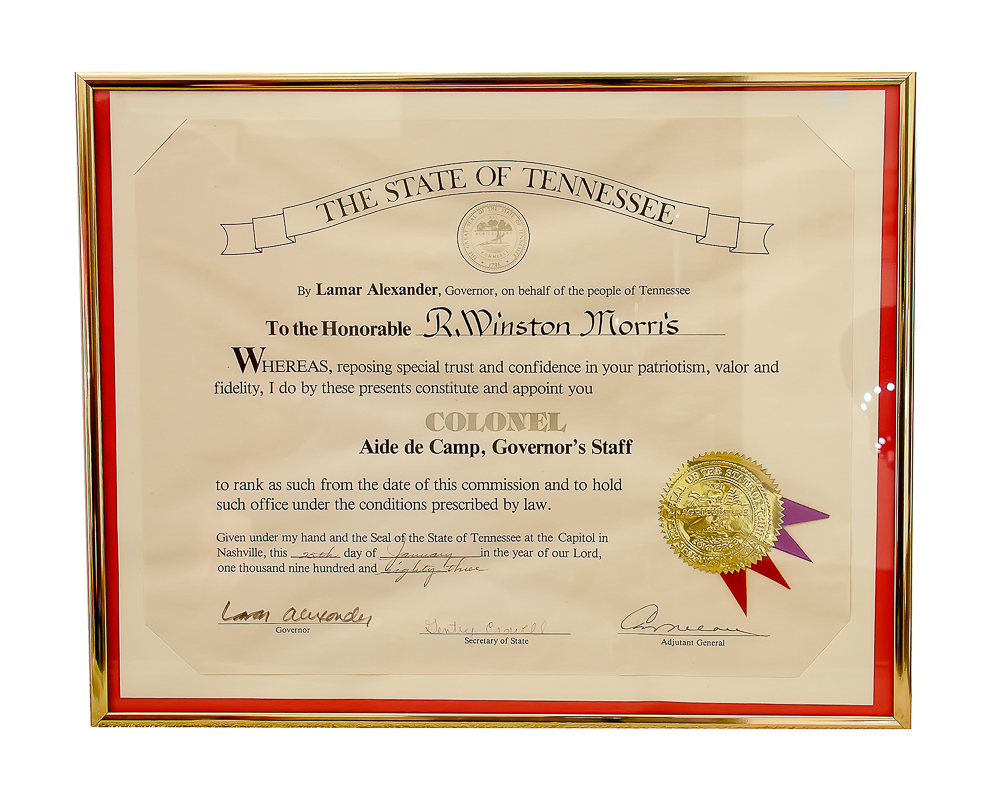 THE STATE OF TENNESSEE
By Lamar Alexander, Governor, on behalf of the people of Tennessee
To the Honorable R. Winston Morris
WHEREAS, reposing special trust and confidence in your patriotism, valor and
fidelity, I do by these presents constitute and appoint you
COLONEL
Aide de Camp, Governor's Staff
to rank as such from the date of this commission and to hold
such office under the conditions prescribed by law.
Given under my hand and the Seal of the State of Tennessee at the Capitol in
Nashville, this 25th day of January in the year of our Lord,
one thousand nine hundred and eighty-three
Lamar Alexander
Governor
Gentry Crowell
Secretary of State
Adjutant General